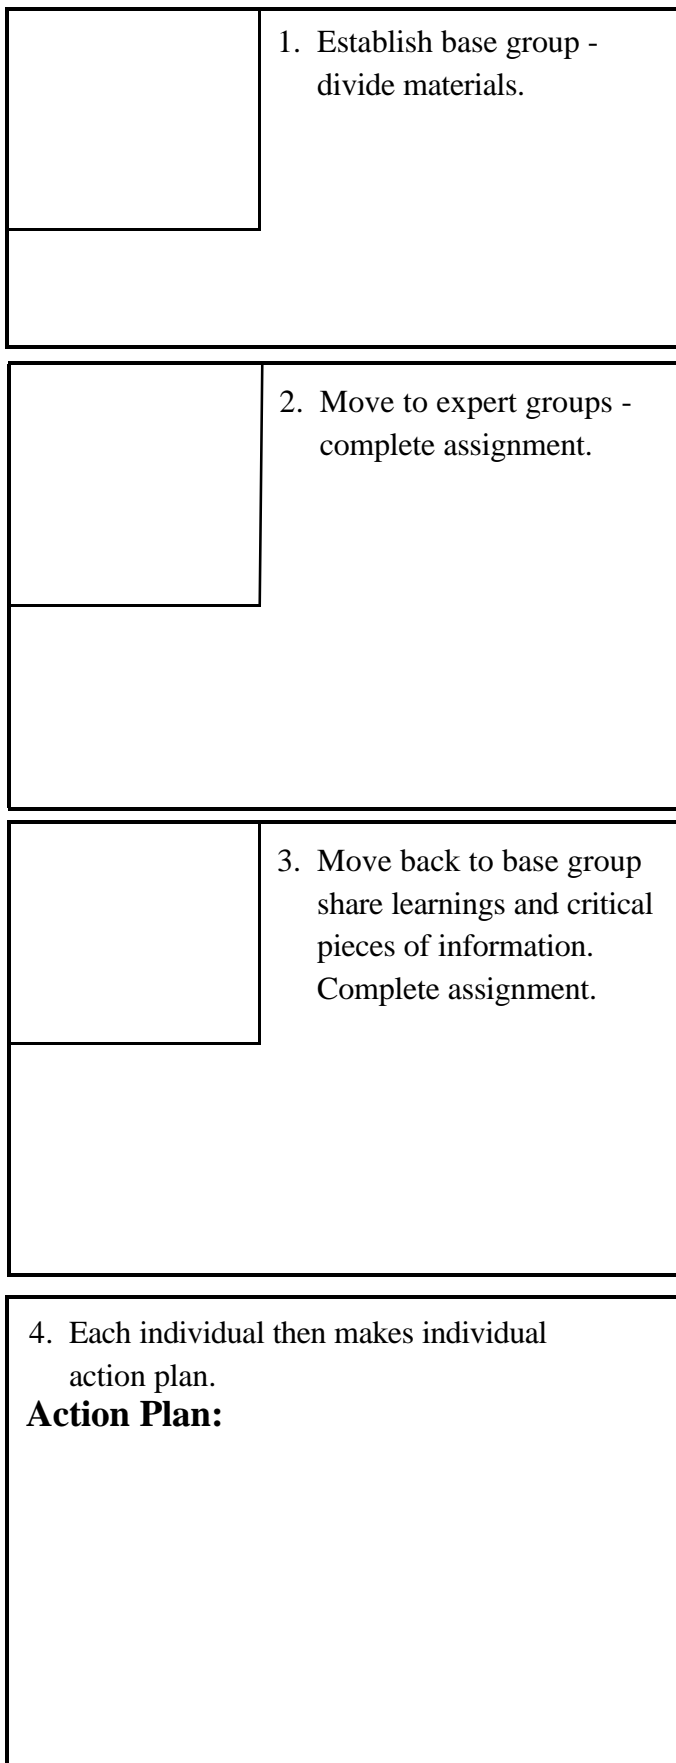 1. Establish base group -
divide materials.
2. Move to expert groups -
complete assignment.
3. Move back to base group
share learnings and critical
pieces of information.
Complete assignment.
4. Each individual then makes individual
action plan.
Action Plan: